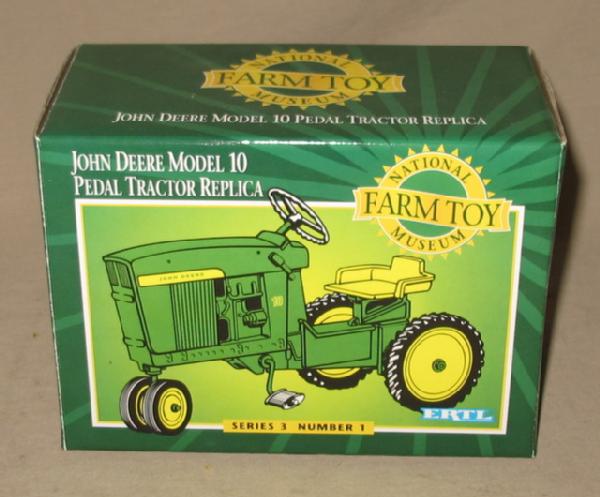 NATIONAL
FARM TOY
MUSEUM
JOHN DEERE MODEL 10 PEDAL TRACTOR REPLICA
JOHN DEERE MODEL 10
PEDAL TRACTOR REPLICA
NATIONAL
FARM TOY
MUSEUM
JOHN DEERE
10
ERTL
SERIES 3 NUMBER 1